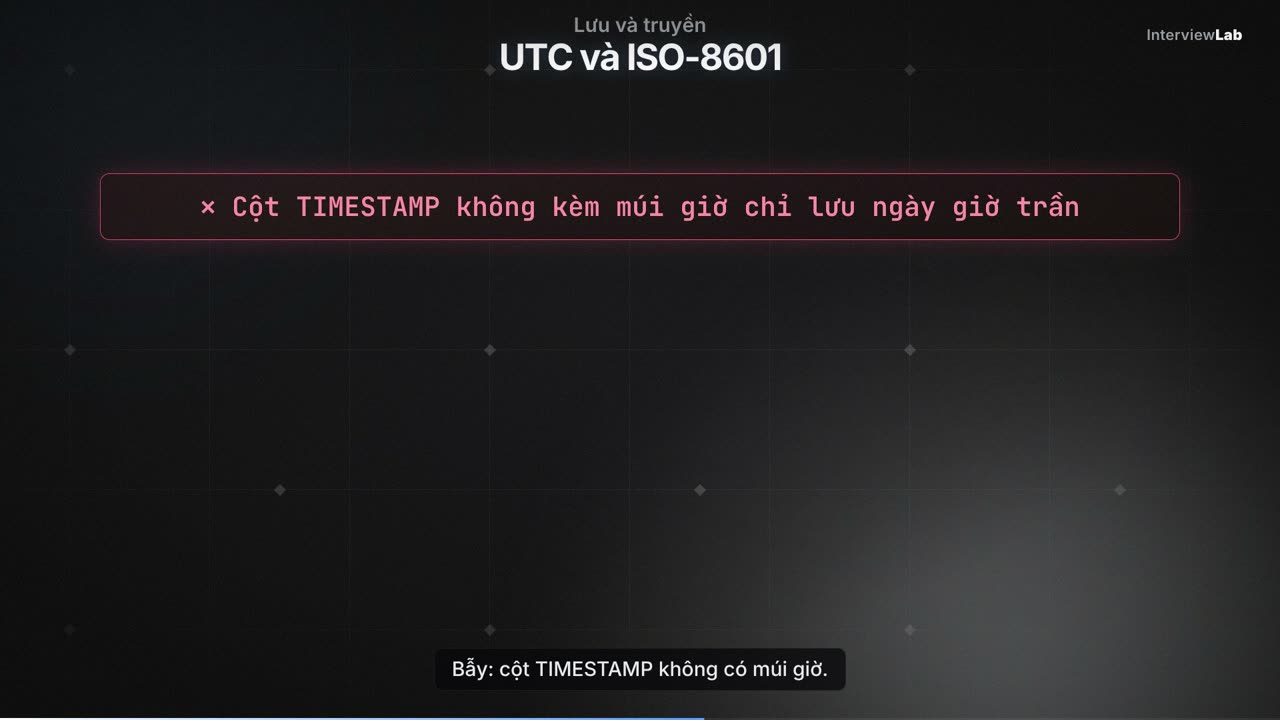 Lưu và truyền
UTC và ISO-8601
InterviewLab
× Cột TIMESTAMP không kèm múi giờ chỉ lưu ngày giờ trần
Bẫy: cột TIMESTAMP không có múi giờ.